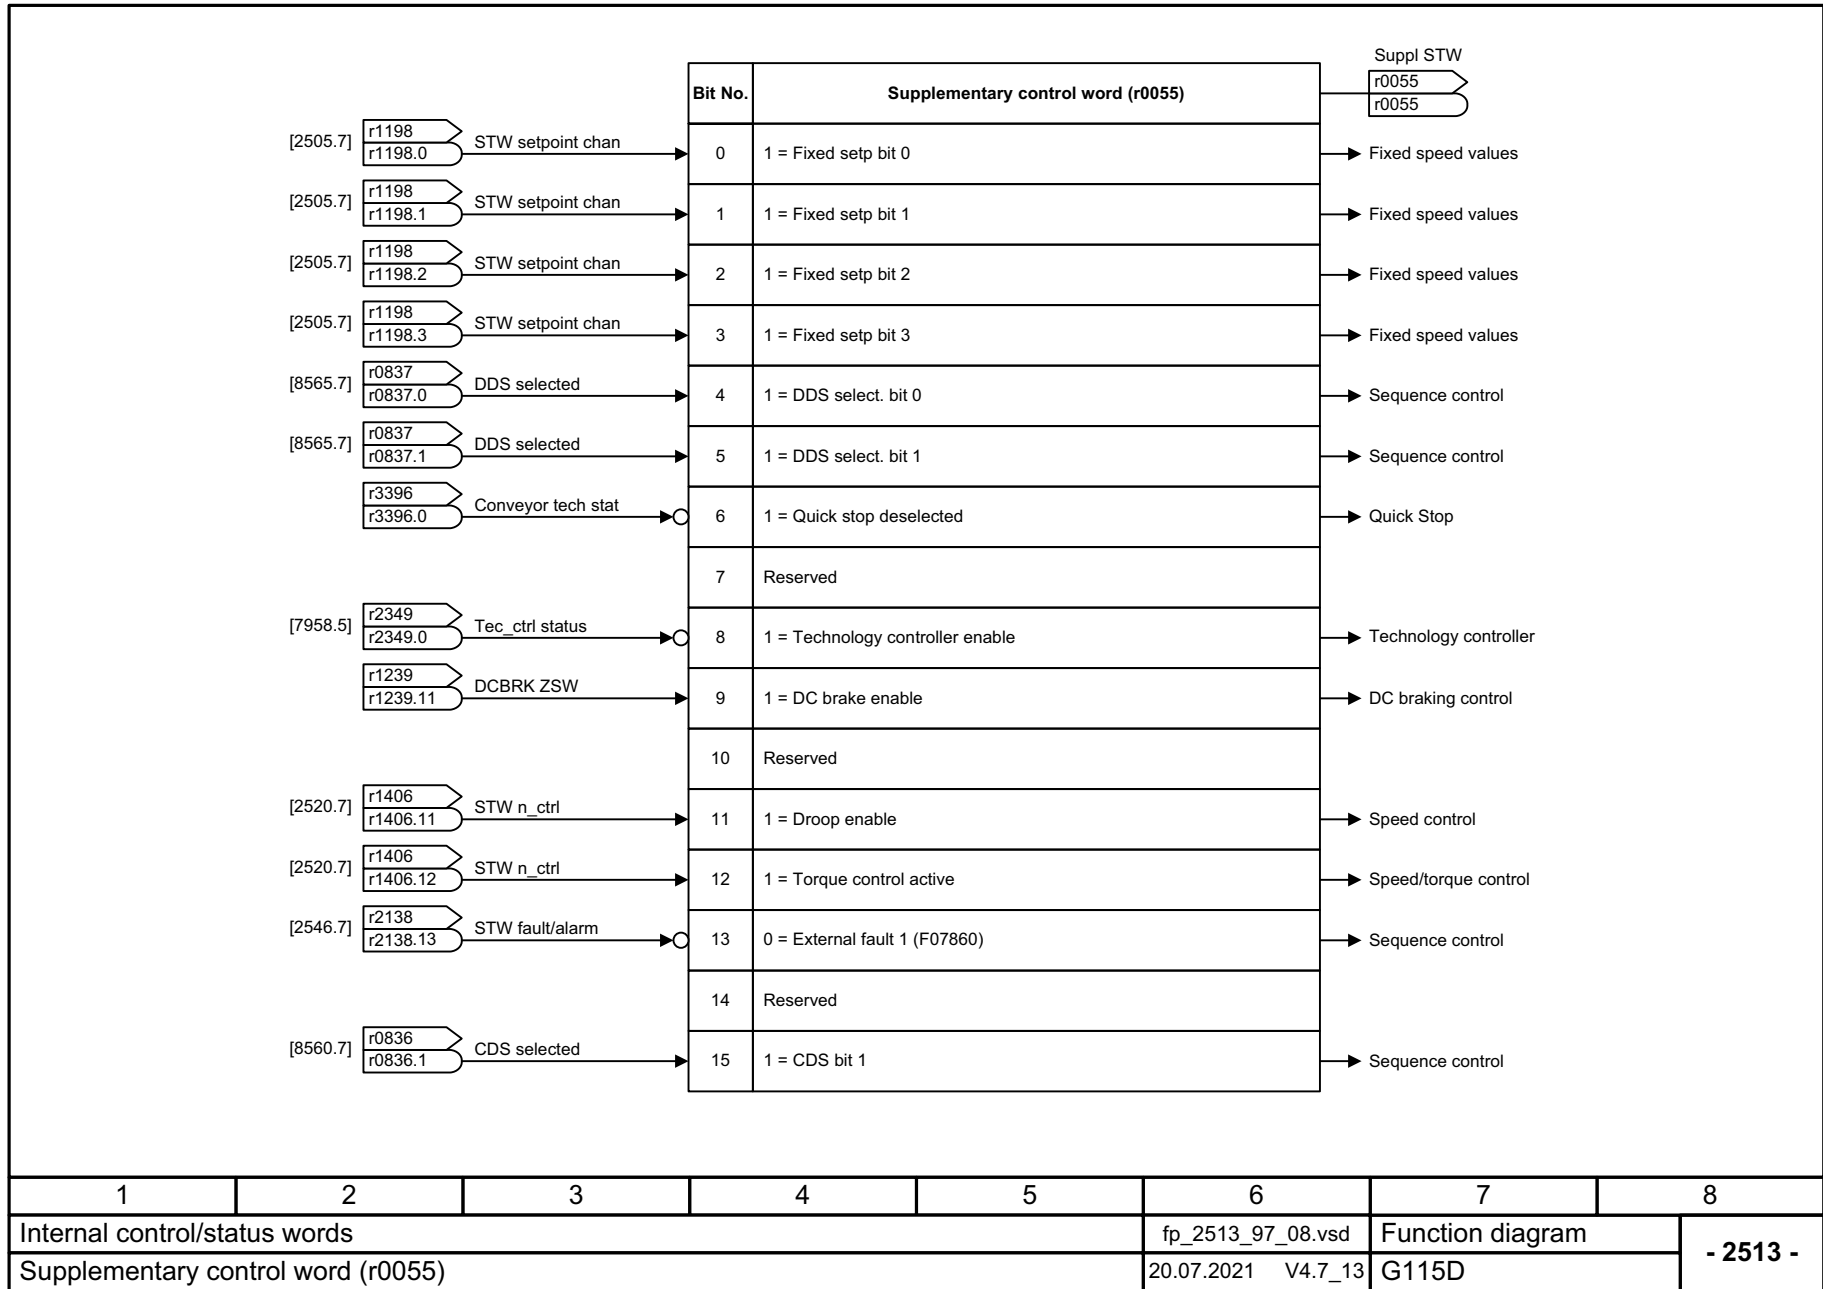 Suppl STW
r0055
r0055
Bit No. Supplementary control word (r0055)
[2505.7] r1198 r1198.0 STW setpoint chan 0 1 = Fixed setp bit 0 Fixed speed values
[2505.7] r1198 r1198.1 STW setpoint chan 1 1 = Fixed setp bit 1 Fixed speed values
[2505.7] r1198 r1198.2 STW setpoint chan 2 1 = Fixed setp bit 2 Fixed speed values
[2505.7] r1198 r1198.3 STW setpoint chan 3 1 = Fixed setp bit 3 Fixed speed values
[8565.7] r0837 r0837.0 DDS selected 4 1 = DDS select. bit 0 Sequence control
[8565.7] r0837 r0837.1 DDS selected 5 1 = DDS select. bit 1 Sequence control
r3396 r3396.0 Conveyor tech stat 6 1 = Quick stop deselected Quick Stop
7 Reserved
[7958.5] r2349 r2349.0 Tec_ctrl status 8 1 = Technology controller enable Technology controller
r1239 r1239.11 DCBRK ZSW 9 1 = DC brake enable DC braking control
10 Reserved
[2520.7] r1406 r1406.11 STW n_ctrl 11 1 = Droop enable Speed control
[2520.7] r1406 r1406.12 STW n_ctrl 12 1 = Torque control active Speed/torque control
[2546.7] r2138 r2138.13 STW fault/alarm 13 0 = External fault 1 (F07860) Sequence control
14 Reserved
[8560.7] r0836 r0836.1 CDS selected 15 1 = CDS bit 1 Sequence control
1 2 3 4 5 6 7 8
Internal control/status words fp_2513_97_08.vsd Function diagram
- 2513 -
Supplementary control word (r0055) 20.07.2021 V4.7_13 G115D